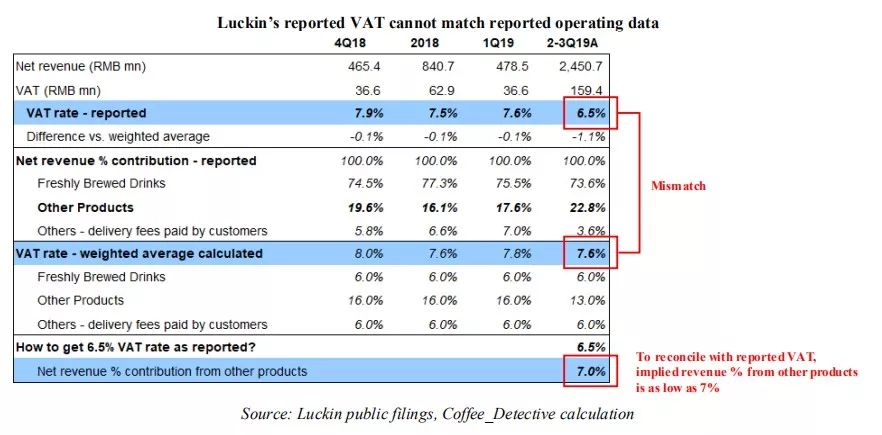 Luckin's reported VAT cannot match reported operating data
4Q18 2018 1Q19 2-3Q19A
Net revenue (RMB mn) 465.4 840.7 478.5 2,450.7
VAT (RMB mn) 36.6 62.9 36.6 159.4
VAT rate - reported 7.9% 7.5% 7.6% 6.5%
Difference vs. weighted average -0.1% -0.1% -0.1% -1.1%
Net revenue % contribution - reported 100.0% 100.0% 100.0% 100.0%
Freshly Brewed Drinks 74.5% 77.3% 75.5% 73.6%
Other Products 19.6% 16.1% 17.6% 22.8%
Others - delivery fees paid by customers 5.8% 6.6% 7.0% 3.6%
VAT rate - weighted average calculated 8.0% 7.6% 7.8% 7.6%
Freshly Brewed Drinks 6.0% 6.0% 6.0% 6.0%
Other Products 16.0% 16.0% 16.0% 13.0%
Others - delivery fees paid by customers 6.0% 6.0% 6.0% 6.0%
How to get 6.5% VAT rate as reported? 6.5%
Net revenue % contribution from other products 7.0%
Mismatch
To reconcile with reported VAT,
implied revenue % from other products
is as low as 7%
Source: Luckin public filings, Coffee_Detective calculation